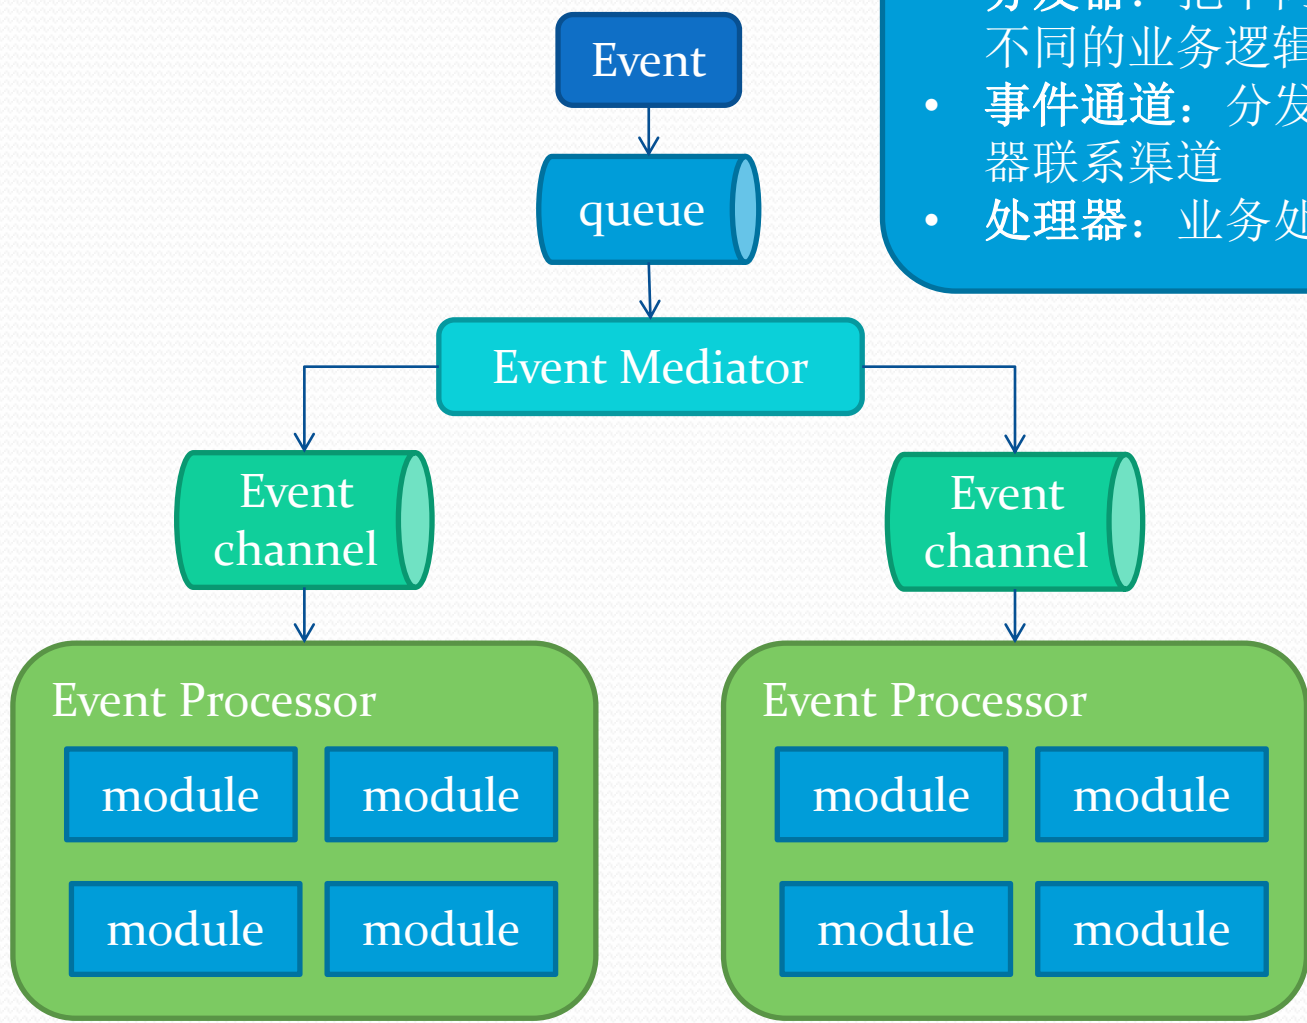 Event
queue
不同的业务逻辑
• 事件通道：分发
器联系渠道
• 处理器：业务处
Event Mediator
Event
channel
Event
channel
Event Processor
module module
module module
Event Processor
module module
module module